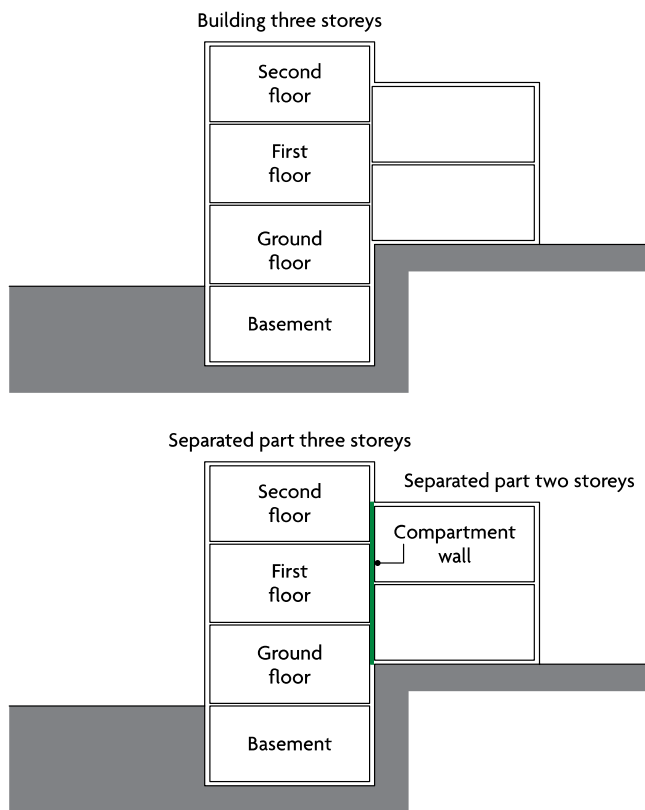 Building three storeys
Second
floor
First
floor
Ground
floor
Basement
Separated part three storeys
Separated part two storeys
Second
floor
Compartment
wall
First
floor
Ground
floor
Basement